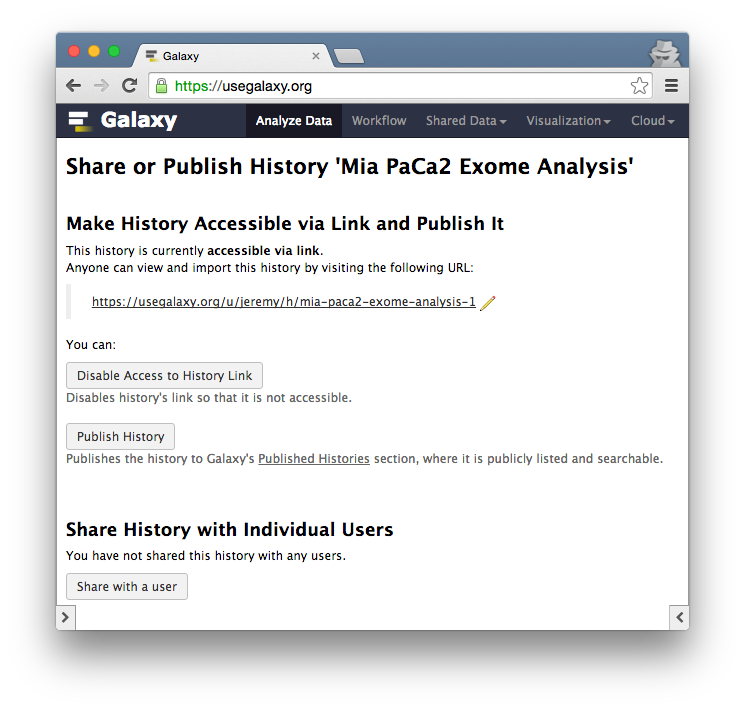 Galaxy
https://usegalaxy.org
Galaxy
Analyze Data
Workflow
Shared Data
Visualization
Cloud
Share or Publish History 'Mia PaCa2 Exome Analysis'
Make History Accessible via Link and Publish It
This history is currently accessible via link.
Anyone can view and import this history by visiting the following URL:
https://usegalaxy.org/u/jeremy/h/mia-paca2-exome-analysis-1
You can:
Disable Access to History Link
Disables history's link so that it is not accessible.
Publish History
Publishes the history to Galaxy's Published Histories section, where it is publicly listed and searchable.
Share History with Individual Users
You have not shared this history with any users.
Share with a user